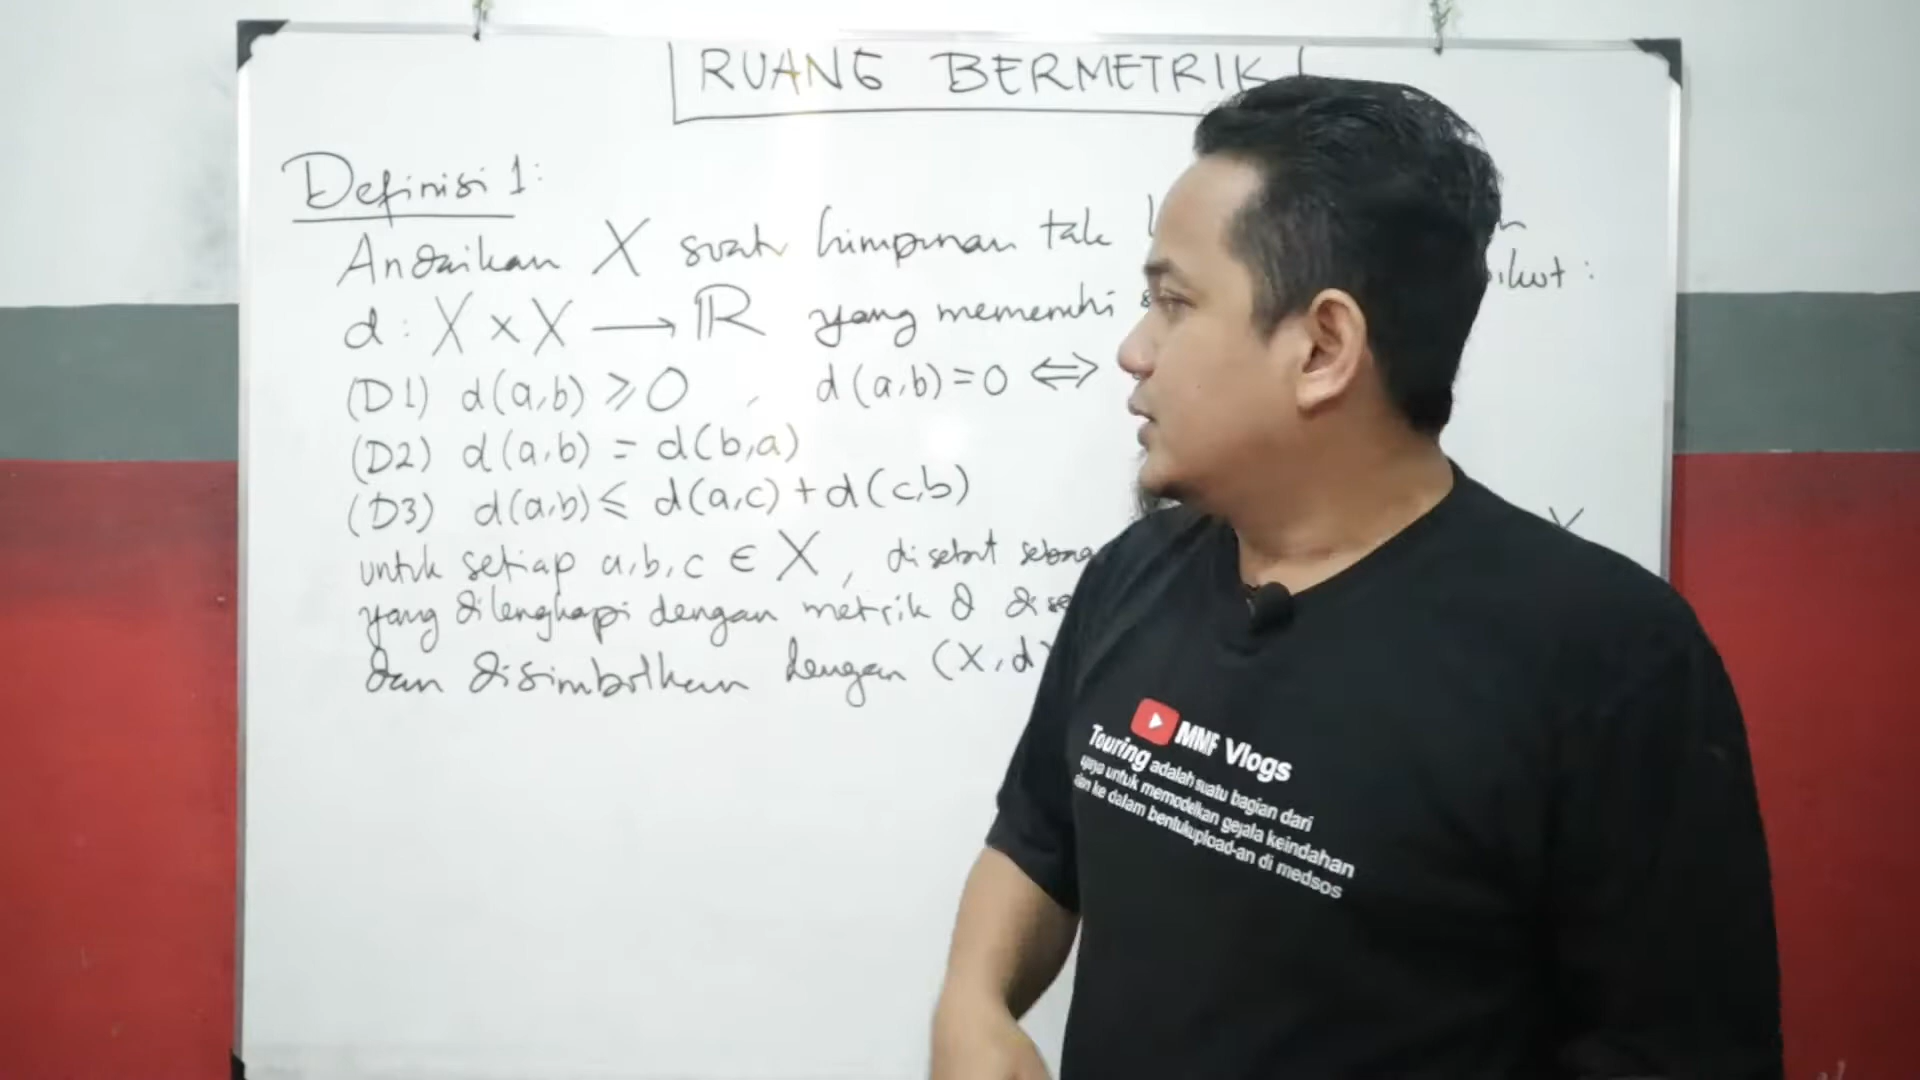 RUANG BERMETRIK
Definisi 1:
Andaikan X suatu himpunan tak
d : X × X → ℝ yang memenuhi
(D1) d(a,b) ⩾ 0 , d(a,b) = 0 ⇔
(D2) d(a,b) = d(b,a)
(D3) d(a,b) ⩽ d(a,c) + d(c,b)
untuk setiap a,b,c ∈ X , disebut
X
yang dilengkapi dengan metrik d
dan disimbolkan dengan (X,d)
MMF Vlogs
Touring adalah suatu bagian dari
upaya untuk memodelkan gejala keindahan
ke dalam bentuk upload-an di medsos